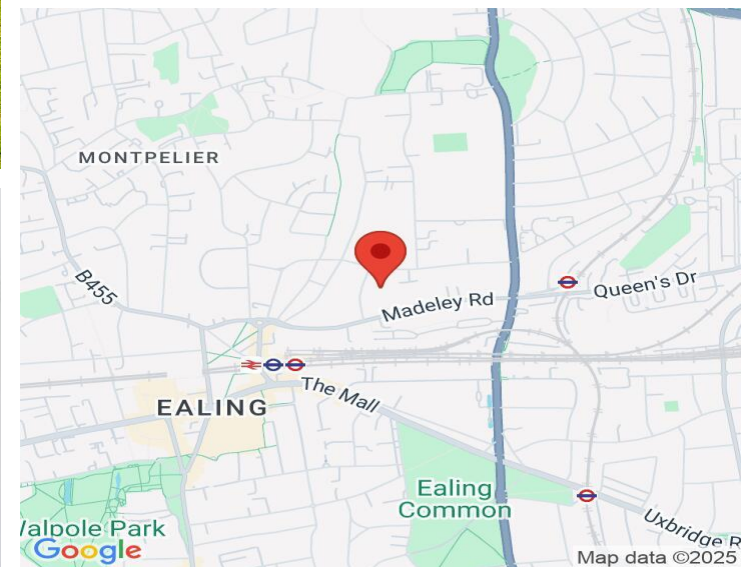 MONTPELIER
B455
Queen's Dr
Madeley Rd
The Mall
EALING
Ealing
Common
Walpole Park
Uxbridge R
Google
Map data ©2025